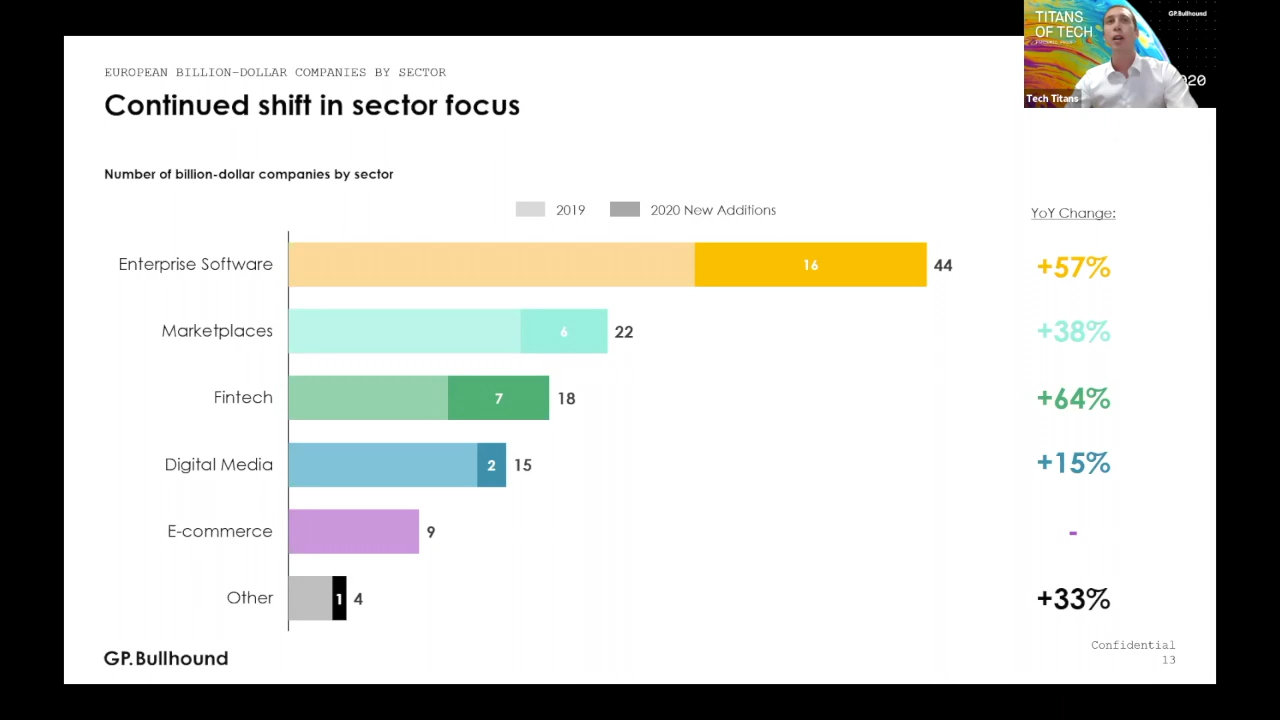 TITANS
OF TECH
GP.Bullhound
Tech Titans
EUROPEAN BILLION-DOLLAR COMPANIES BY SECTOR
Continued shift in sector focus
Number of billion-dollar companies by sector
2019 2020 New Additions YoY Change:
Enterprise Software 16 44 +57%
Marketplaces 6 22 +38%
Fintech 7 18 +64%
Digital Media 2 15 +15%
E-commerce 9 -
Other 1 4 +33%
GP.Bullhound
Confidential
13